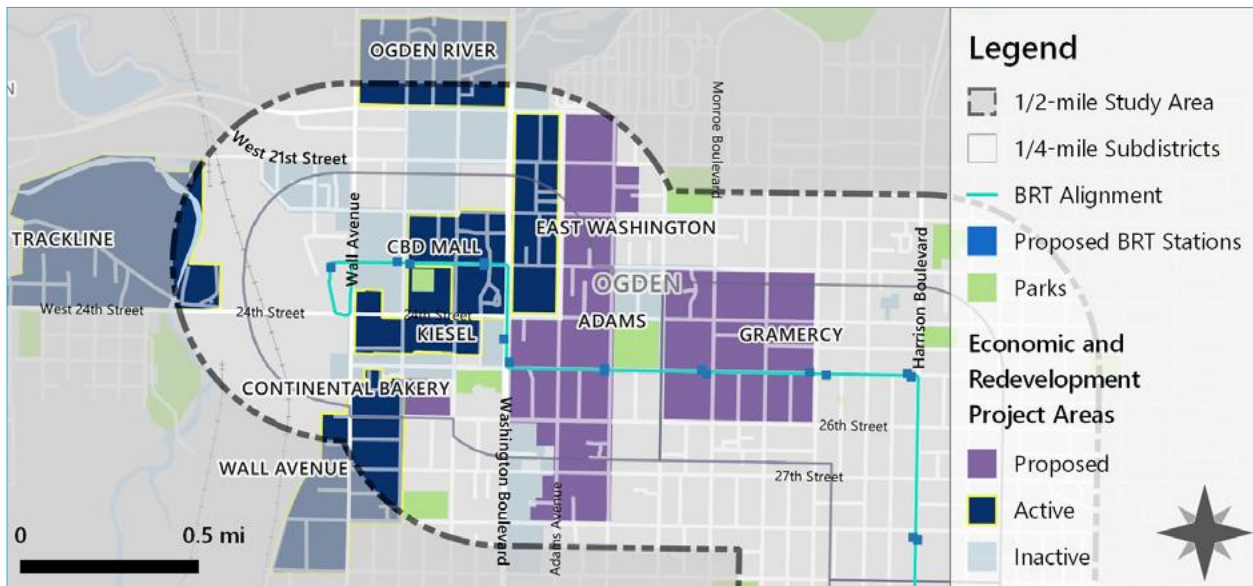 OGDEN RIVER
N
West 21st Street
Monroe Boulevard
TRACKLINE
Wall Avenue
CBD MALL
EAST WASHINGTON
OGDEN
Harrison Boulevard
West 24th Street
24th Street
24th Street
KIESEL
ADAMS
GRAMERCY
CONTINENTAL BAKERY
Washington Boulevard
26th Street
WALL AVENUE
27th Street
Adams Avenue
0 0.5 mi
Legend
1/2-mile Study Area
1/4-mile Subdistricts
BRT Alignment
Proposed BRT Stations
Parks
Economic and
Redevelopment
Project Areas
Proposed
Active
Inactive